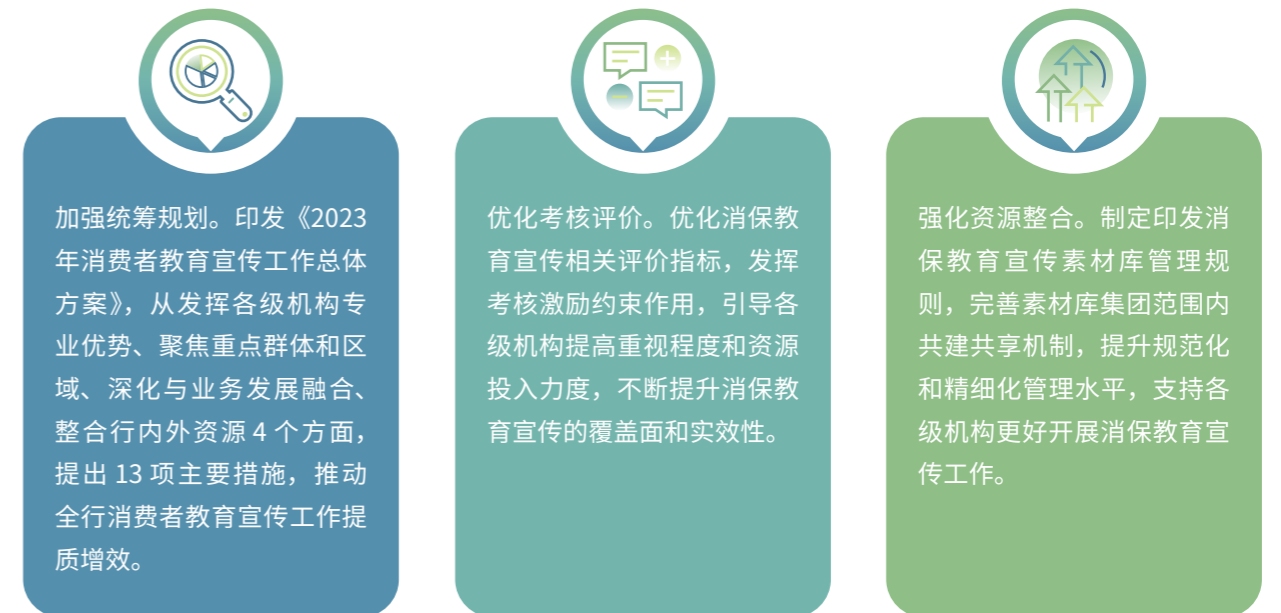 加强统筹规划。印发《2023
年消费者教育宣传工作总体
方案》，从发挥各级机构专
业优势、聚焦重点群体和区
域、深化与业务发展融合、
整合行内外资源 4 个方面，
提出 13 项主要措施，推动
全行消费者教育宣传工作提
质增效。
优化考核评价。优化消保教
育宣传相关评价指标，发挥
考核激励约束作用，引导各
级机构提高重视程度和资源
投入力度，不断提升消保教
育宣传的覆盖面和实效性。
强化资源整合。制定印发消
保教育宣传素材库管理规
则，完善素材库集团范围内
共建共享机制，提升规范化
和精细化管理水平，支持各
级机构更好开展消保教育宣
传工作。